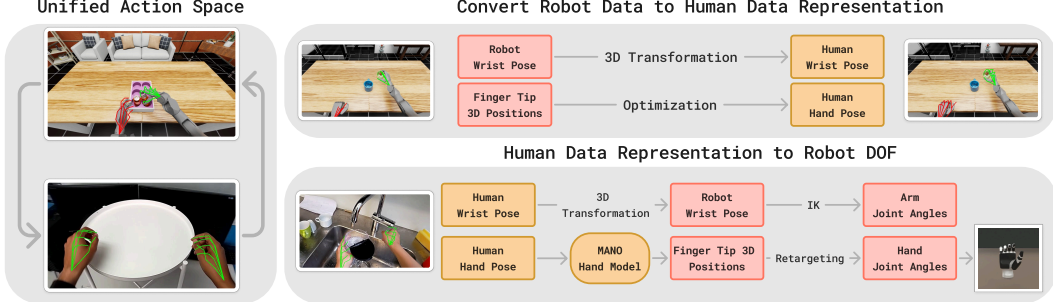 Unified Action Space
Convert Robot Data to Human Data Representation
Robot
Wrist Pose
3D Transformation
Human
Wrist Pose
Finger Tip
3D Positions
Optimization
Human
Hand Pose
Human Data Representation to Robot DOF
Human
Wrist Pose
3D
Transformation
Robot
Wrist Pose
IK
Arm
Joint Angles
Human
Hand Pose
MANO
Hand Model
Finger Tip 3D
Positions
Retargeting
Hand
Joint Angles